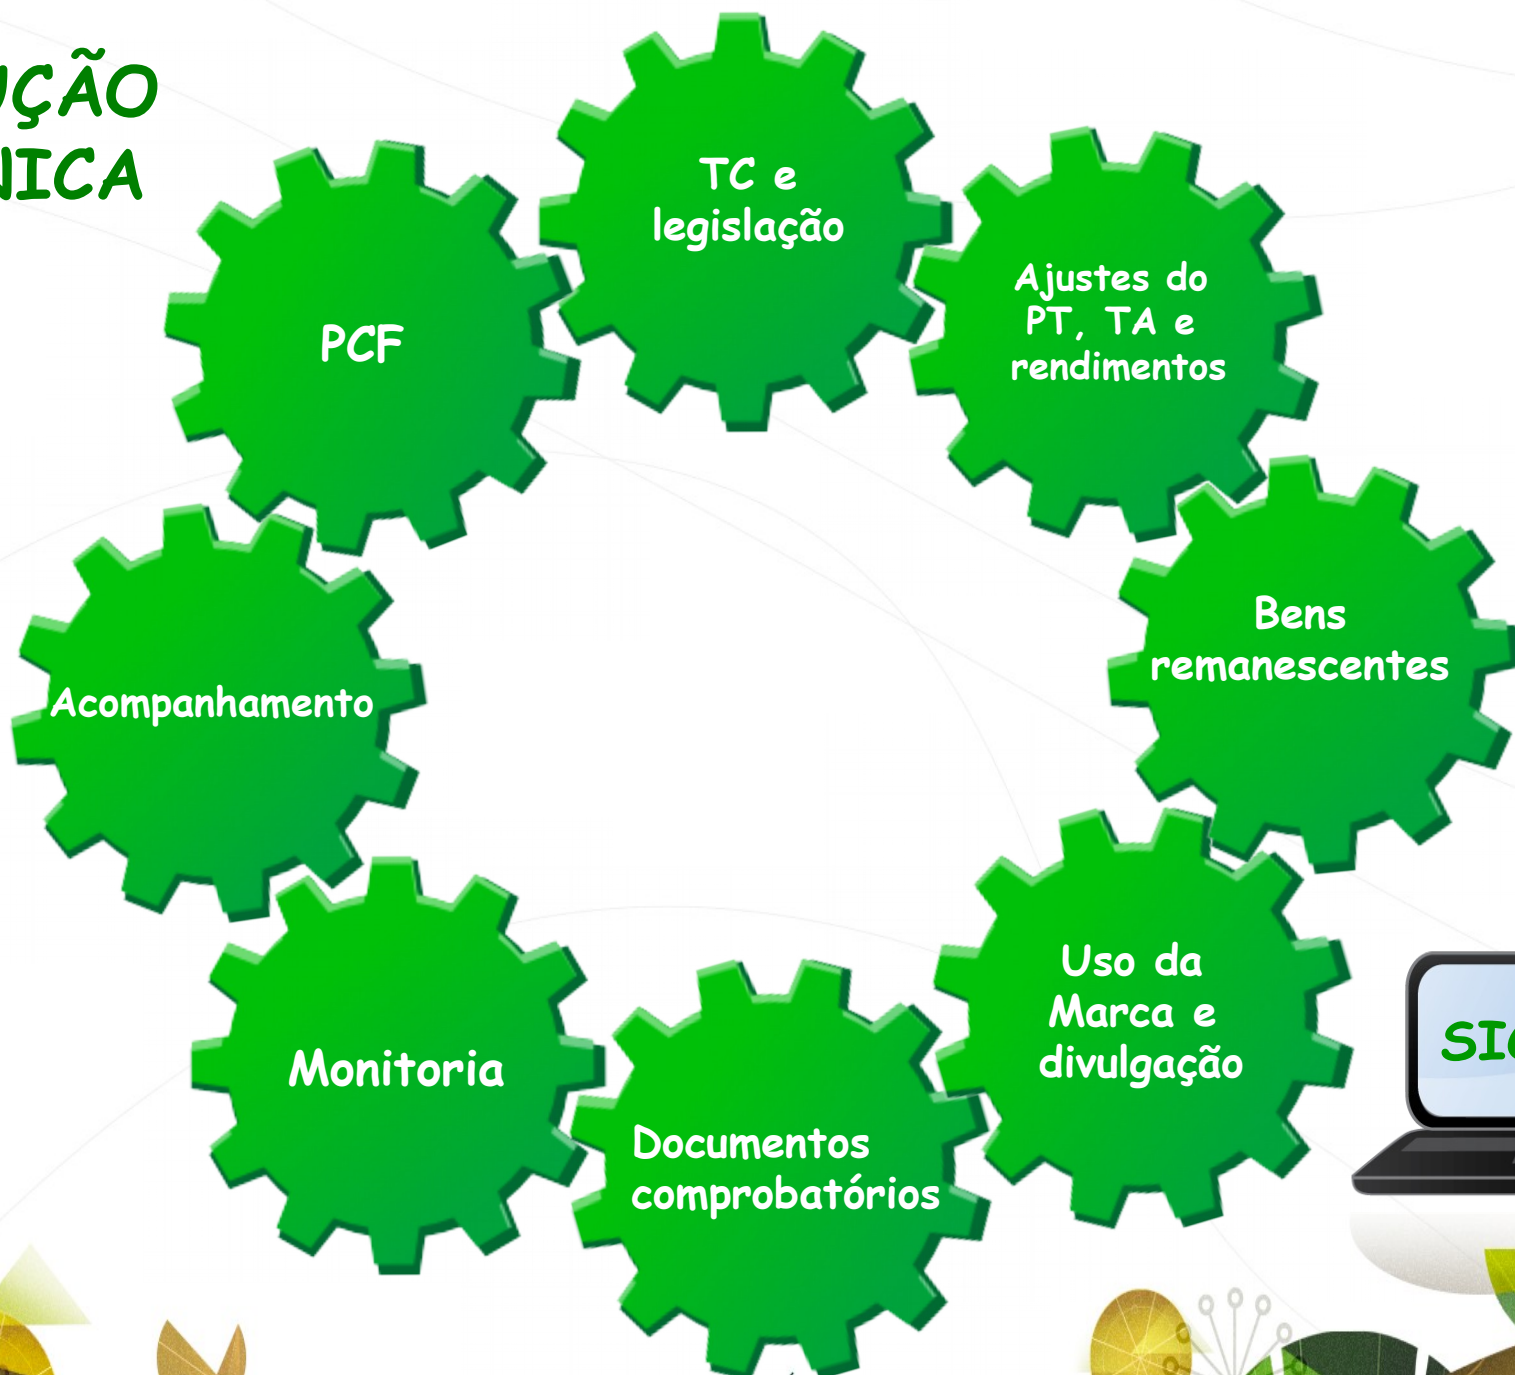 UÇÃO
NICA
TC e
legislação
Ajustes do
PT, TA e
rendimentos
Bens
remanescentes
Uso da
Marca e
divulgação
Documentos
comprobatórios
Monitoria
Acompanhamento
PCF